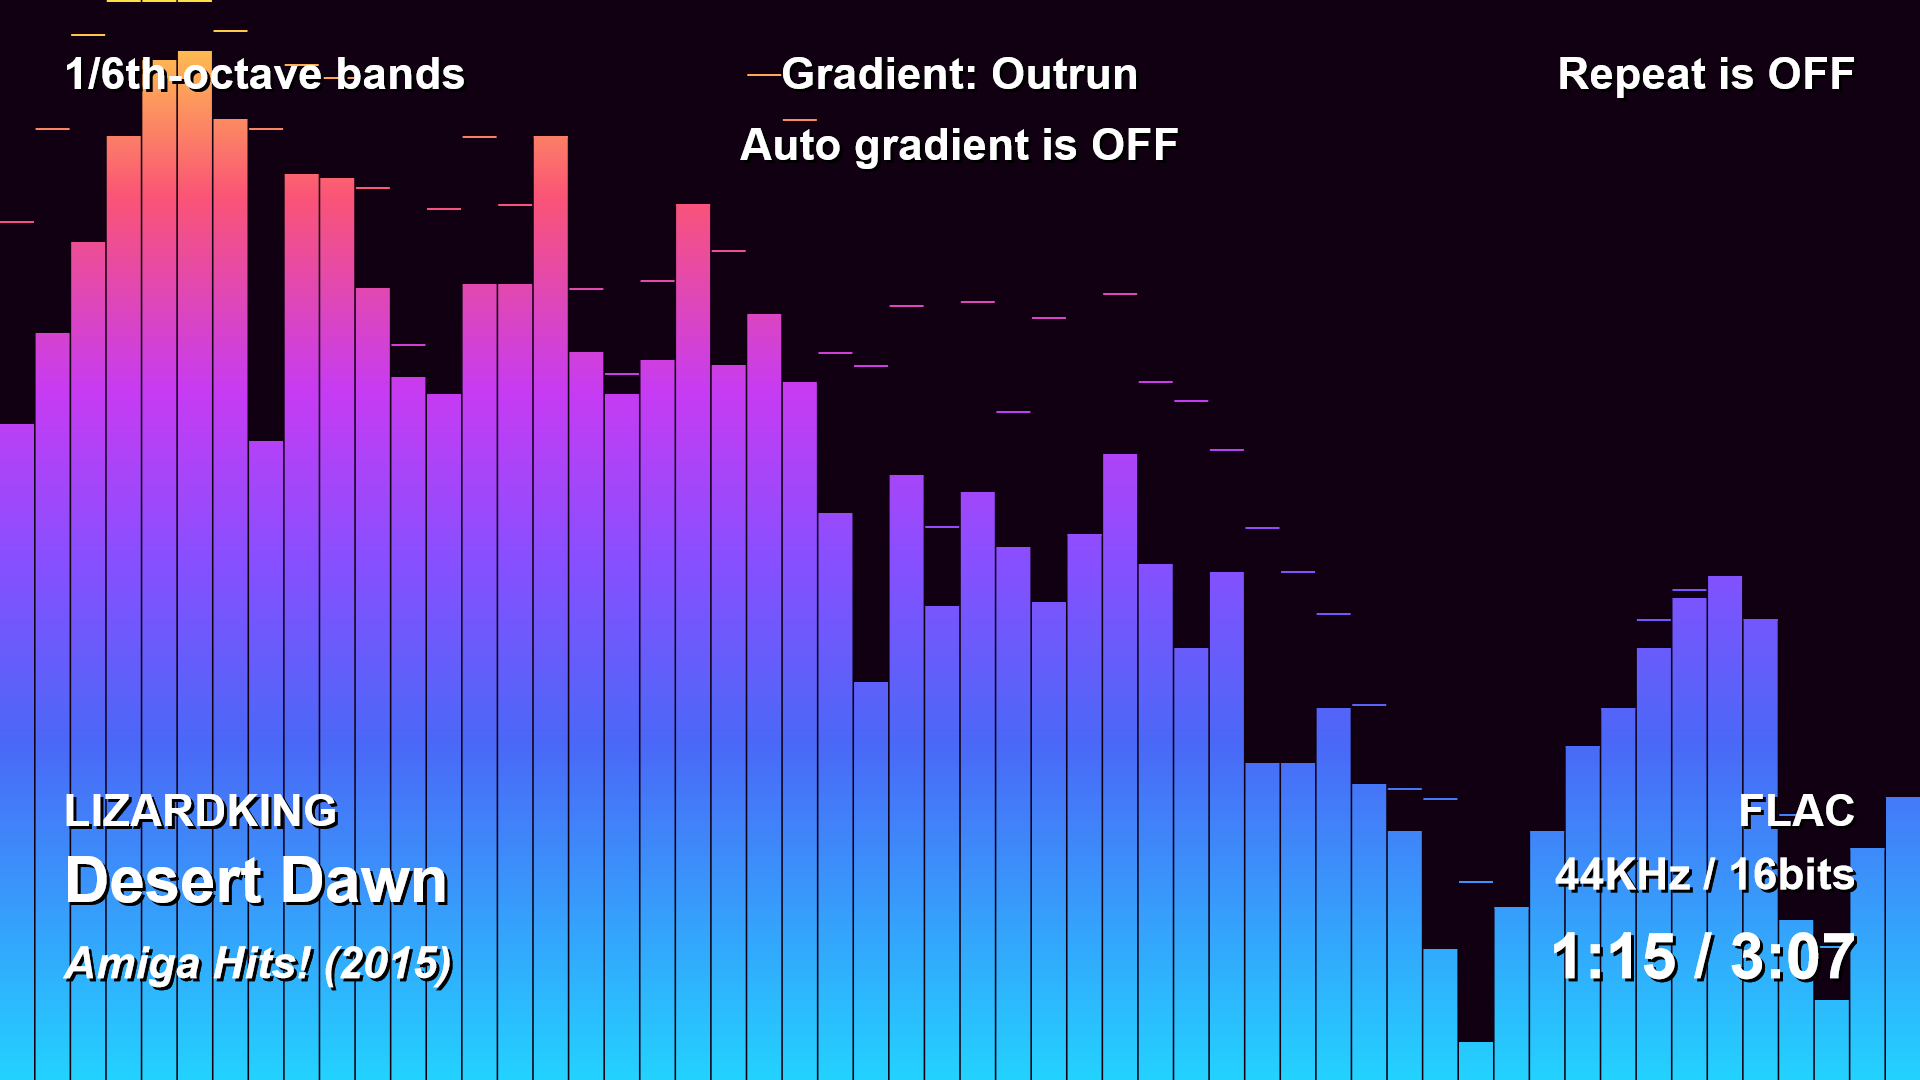 1/6th-octave bands
Gradient: Outrun
Repeat is OFF
Auto gradient is OFF
LIZARDKING
Desert Dawn
Amiga Hits! (2015)
FLAC
44KHz / 16bits
1:15 / 3:07